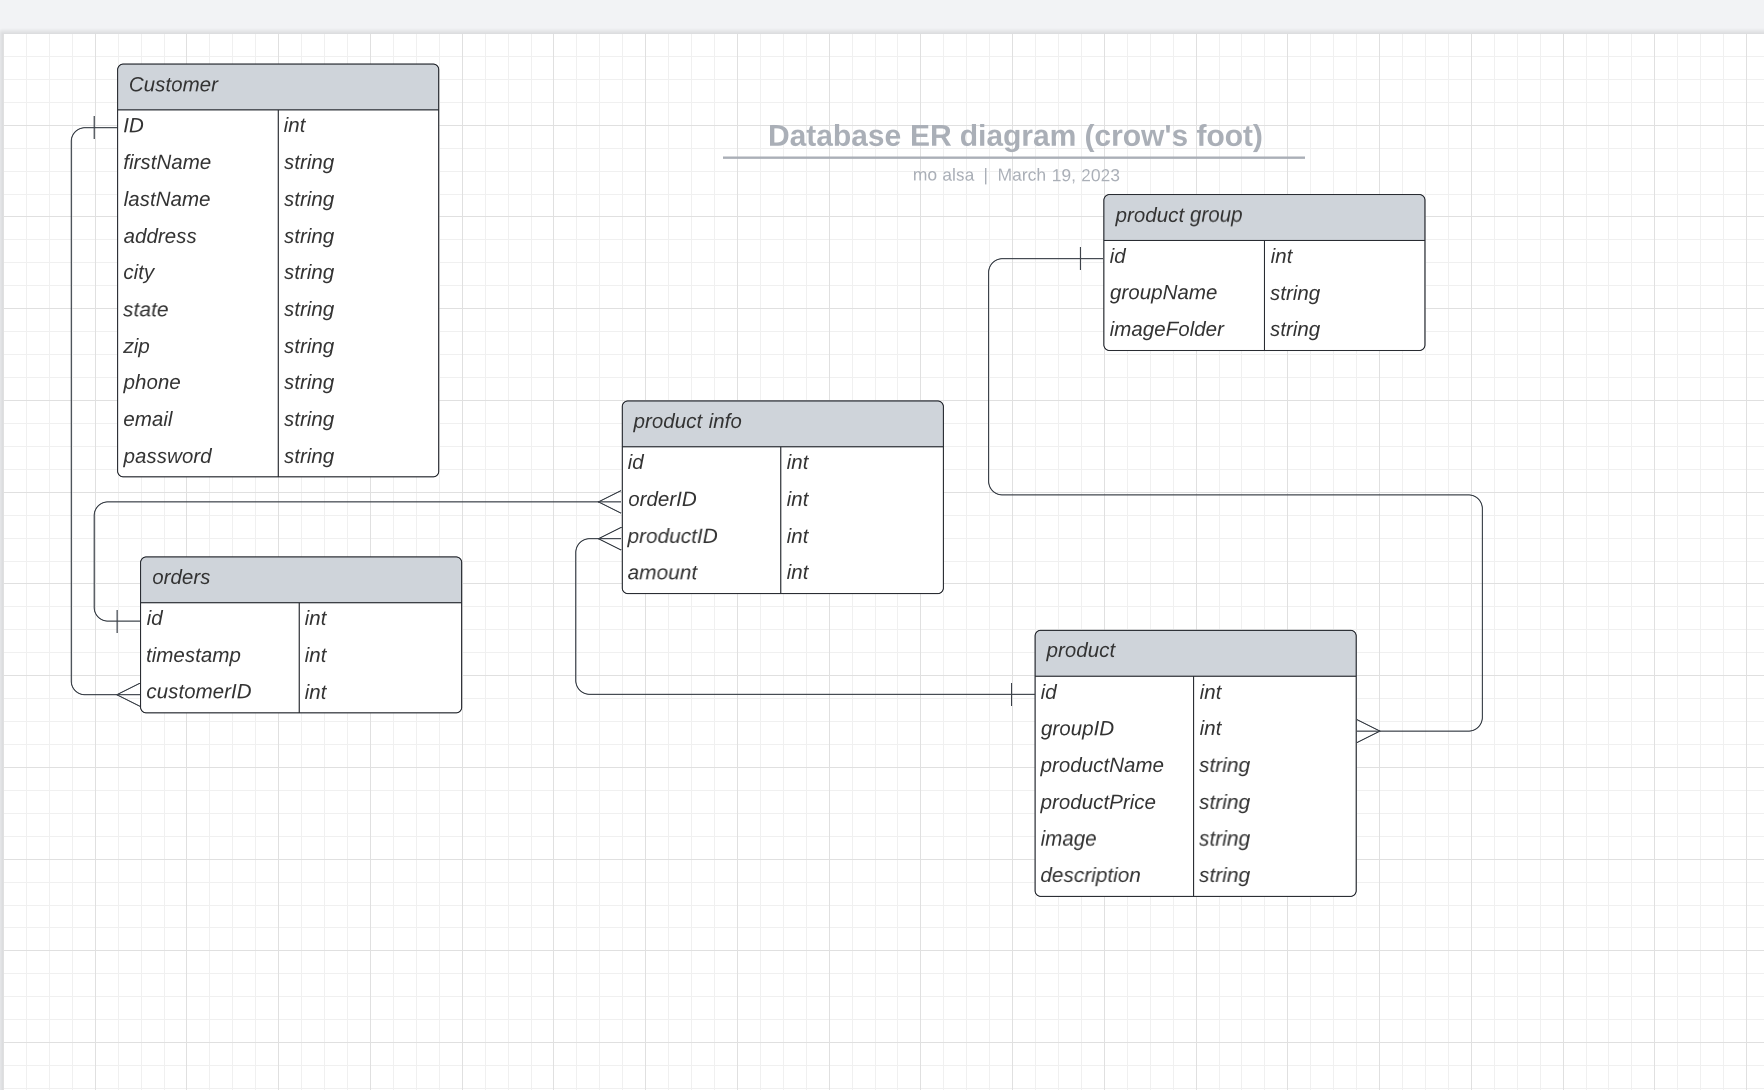 Database ER diagram (crow's foot)
mo alsa | March 19, 2023
Customer
ID int
firstName string
lastName string
address string
city string
state string
zip string
phone string
email string
password string
product group
id int
groupName string
imageFolder string
product info
id int
orderID int
productID int
amount int
orders
id int
timestamp int
customerID int
product
id int
groupID int
productName string
productPrice string
image string
description string